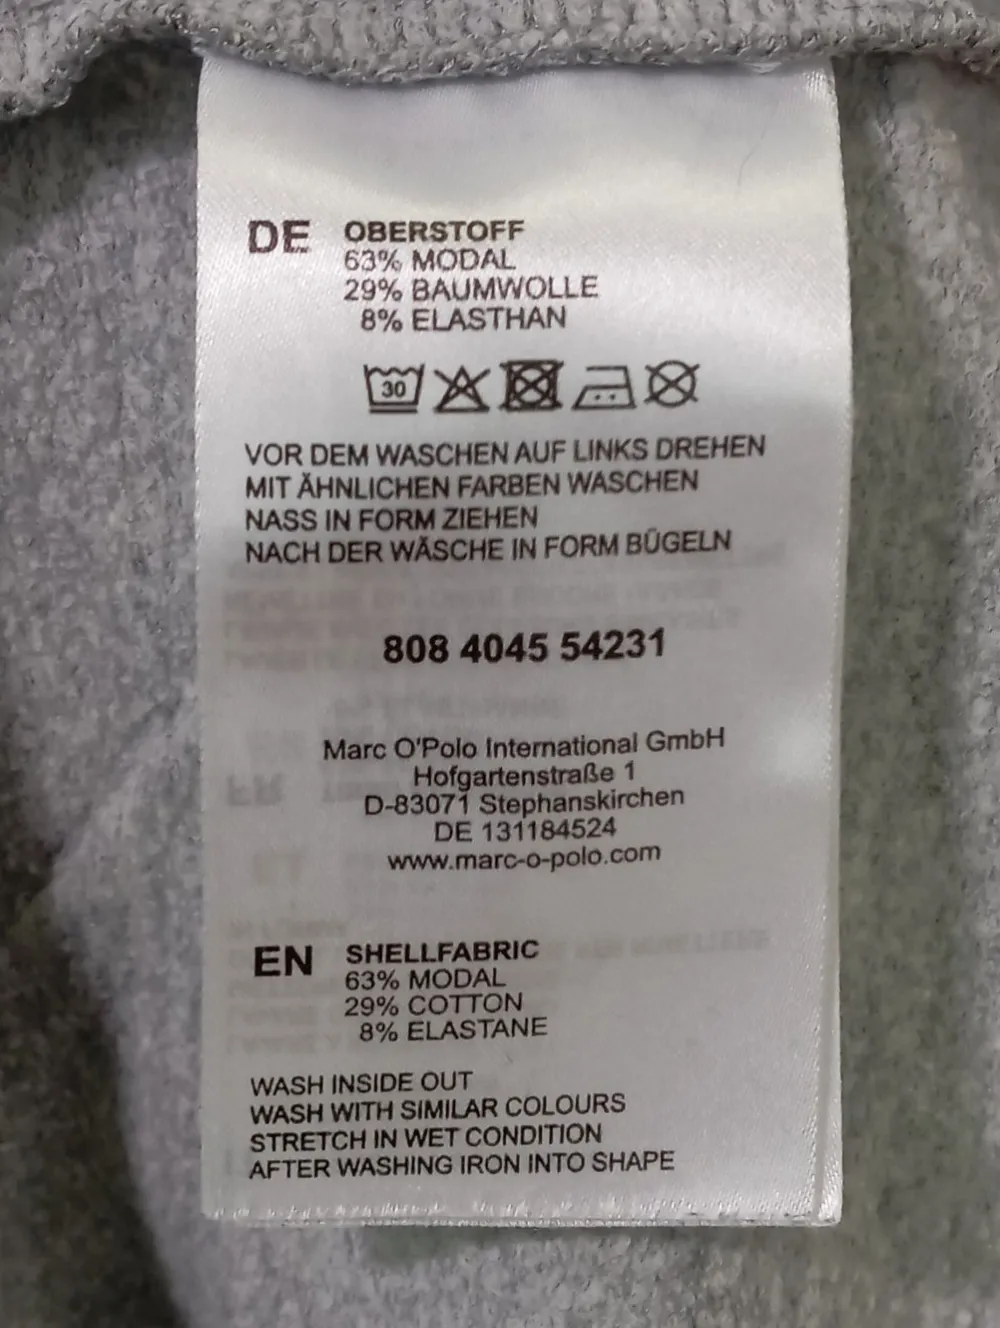 DE OBERSTOFF
63% MODAL
29% BAUMWOLLE
8% ELASTHAN
30
VOR DEM WASCHEN AUF LINKS DREHEN
MIT ÄHNLICHEN FARBEN WASCHEN
NASS IN FORM ZIEHEN
NACH DER WÄSCHE IN FORM BÜGELN
808 4045 54231
Marc O'Polo International GmbH
Hofgartenstraße 1
D-83071 Stephanskirchen
DE 131184524
www.marc-o-polo.com
EN SHELLFABRIC
63% MODAL
29% COTTON
8% ELASTANE
WASH INSIDE OUT
WASH WITH SIMILAR COLOURS
STRETCH IN WET CONDITION
AFTER WASHING IRON INTO SHAPE